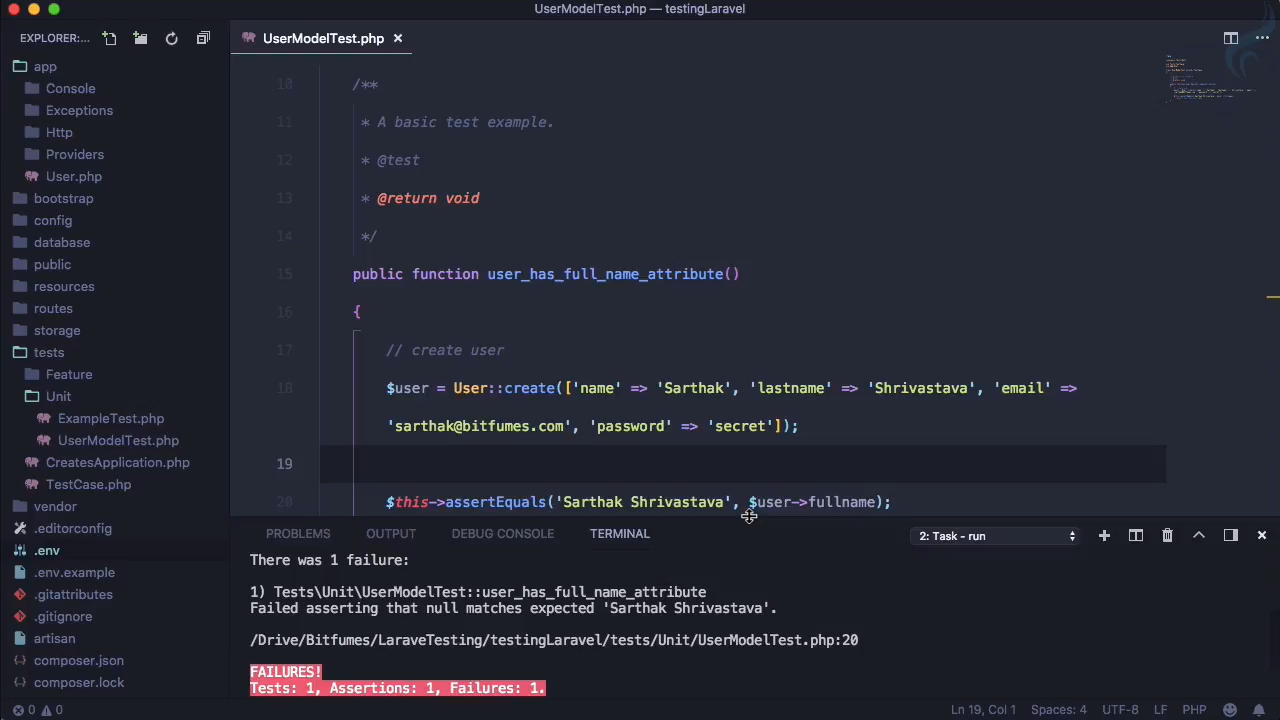 UserModelTest.php — testingLaravel
EXPLORER:...
UserModelTest.php ×
app
Console
Exceptions
Http
Providers
User.php
bootstrap
config
database
public
resources
routes
storage
tests
Feature
Unit
ExampleTest.php
UserModelTest.php
CreatesApplication.php
TestCase.php
vendor
.editorconfig
.env
.env.example
.gitattributes
.gitignore
artisan
composer.json
composer.lock
10 /**
11 * A basic test example.
12 * @test
13 * @return void
14 */
15 public function user_has_full_name_attribute()
16 {
17 // create user
18 $user = User::create(['name' => 'Sarthak', 'lastname' => 'Shrivastava', 'email' =>
'sarthak@bitfumes.com', 'password' => 'secret']);
19
20 $this->assertEquals('Sarthak Shrivastava', $user->fullname);
PROBLEMS OUTPUT DEBUG CONSOLE TERMINAL 2: Task - run
There was 1 failure:
1) Tests\Unit\UserModelTest::user_has_full_name_attribute
Failed asserting that null matches expected 'Sarthak Shrivastava'.
/Drive/Bitfumes/LaraveTesting/testingLaravel/tests/Unit/UserModelTest.php:20
FAILURES!
Tests: 1, Assertions: 1, Failures: 1.
0 0 Ln 19, Col 1 Spaces: 4 UTF-8 LF PHP